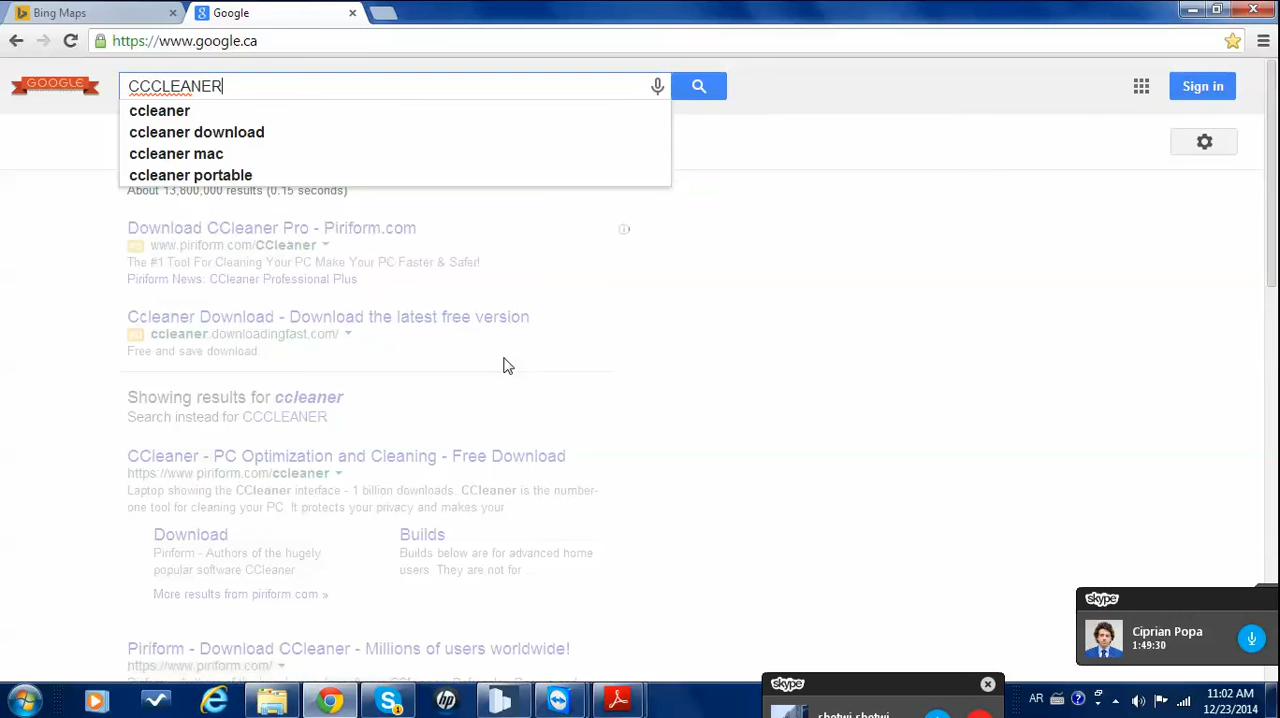 Bing Maps
Google
https://www.google.ca
GOOGLE
CCCLEANER
Sign in
ccleaner
ccleaner download
ccleaner mac
ccleaner portable
About 13,800,000 results (0.15 seconds)
Download CCleaner Pro - Piriform.com
www.piriform.com/CCleaner
The #1 Tool For Cleaning Your PC Make Your PC Faster & Safer!
Piriform News: CCleaner Professional Plus
Ccleaner Download - Download the latest free version
ccleaner.downloadingfast.com/
Free and save download.
Showing results for ccleaner
Search instead for CCCLEANER
CCleaner - PC Optimization and Cleaning - Free Download
https://www.piriform.com/ccleaner
Laptop showing the CCleaner interface - 1 billion downloads. CCleaner is the number-
one tool for cleaning your PC. It protects your privacy and makes your
Download
Piriform - Authors of the hugely
popular software CCleaner
Builds
Builds below are for advanced home
users. They are not for ...
More results from piriform.com »
Piriform - Download CCleaner - Millions of users worldwide!
https://www.piriform.com/
skype
Ciprian Popa
1:49:30
skype
shotwi shotwi
AR
11:02 AM
12/23/2014